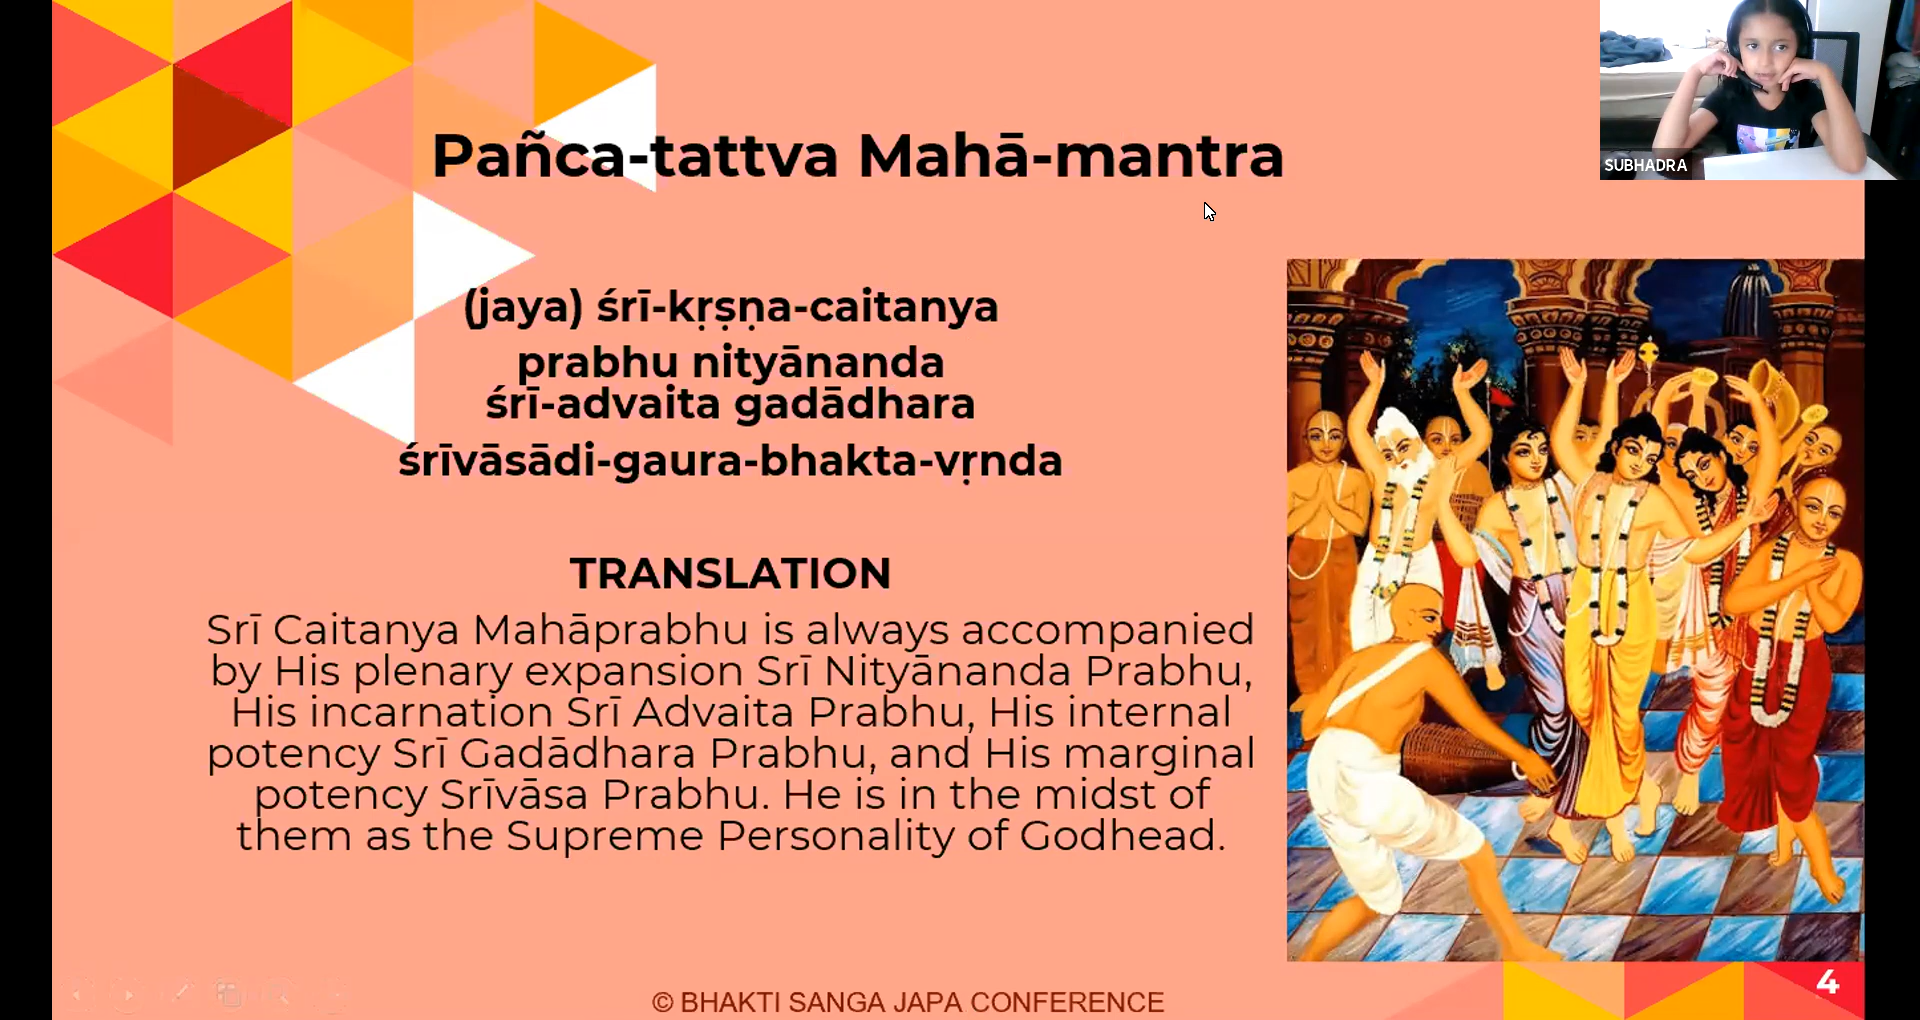 Pañca-tattva Mahā-mantra
SUBHADRA
(jaya) śrī-kṛṣṇa-caitanya
prabhu nityānanda
śrī-advaita gadādhara
śrīvāsādi-gaura-bhakta-vṛnda
TRANSLATION
Srī Caitanya Mahāprabhu is always accompanied
by His plenary expansion Srī Nityānanda Prabhu,
His incarnation Srī Advaita Prabhu, His internal
potency Srī Gadādhara Prabhu, and His marginal
potency Srīvāsa Prabhu. He is in the midst of
them as the Supreme Personality of Godhead.
4
© BHAKTI SANGA JAPA CONFERENCE